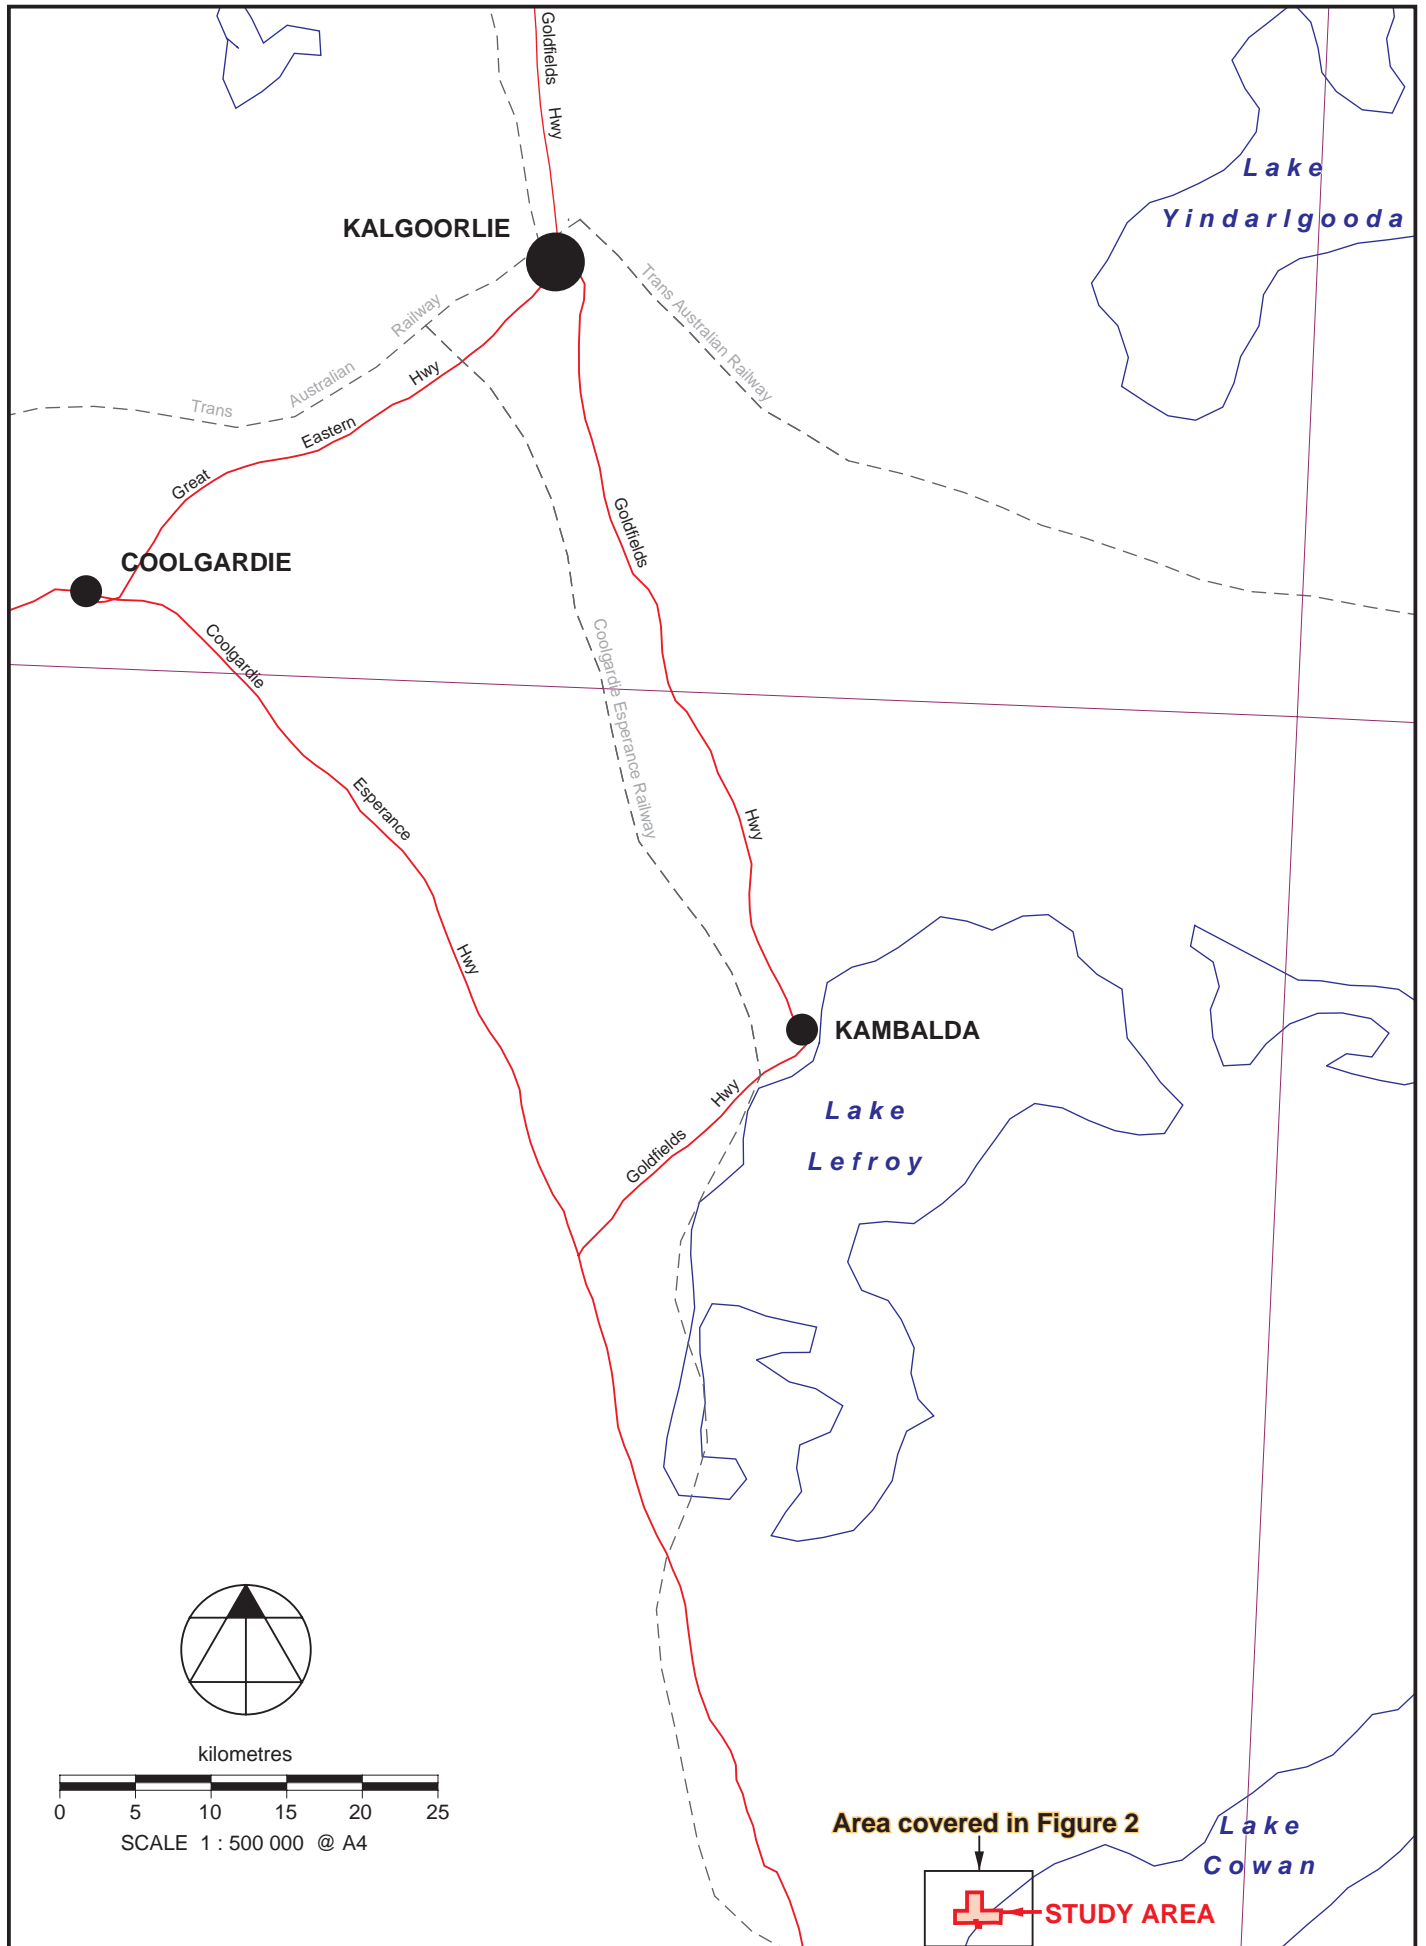 Goldfields Hwy
Lake
Yindarlgooda
KALGOORLIE
Trans Australian Railway
Trans Australian Railway
Great Eastern Hwy
COOLGARDIE
Goldfields Hwy
Coolgardie Esperance Hwy
Coolgardie Esperance Railway
KAMBALDA
Lake
Lefroy
Goldfields Hwy
kilometres
0 5 10 15 20 25
SCALE 1 : 500 000 @ A4
Area covered in Figure 2
Lake
Cowan
STUDY AREA